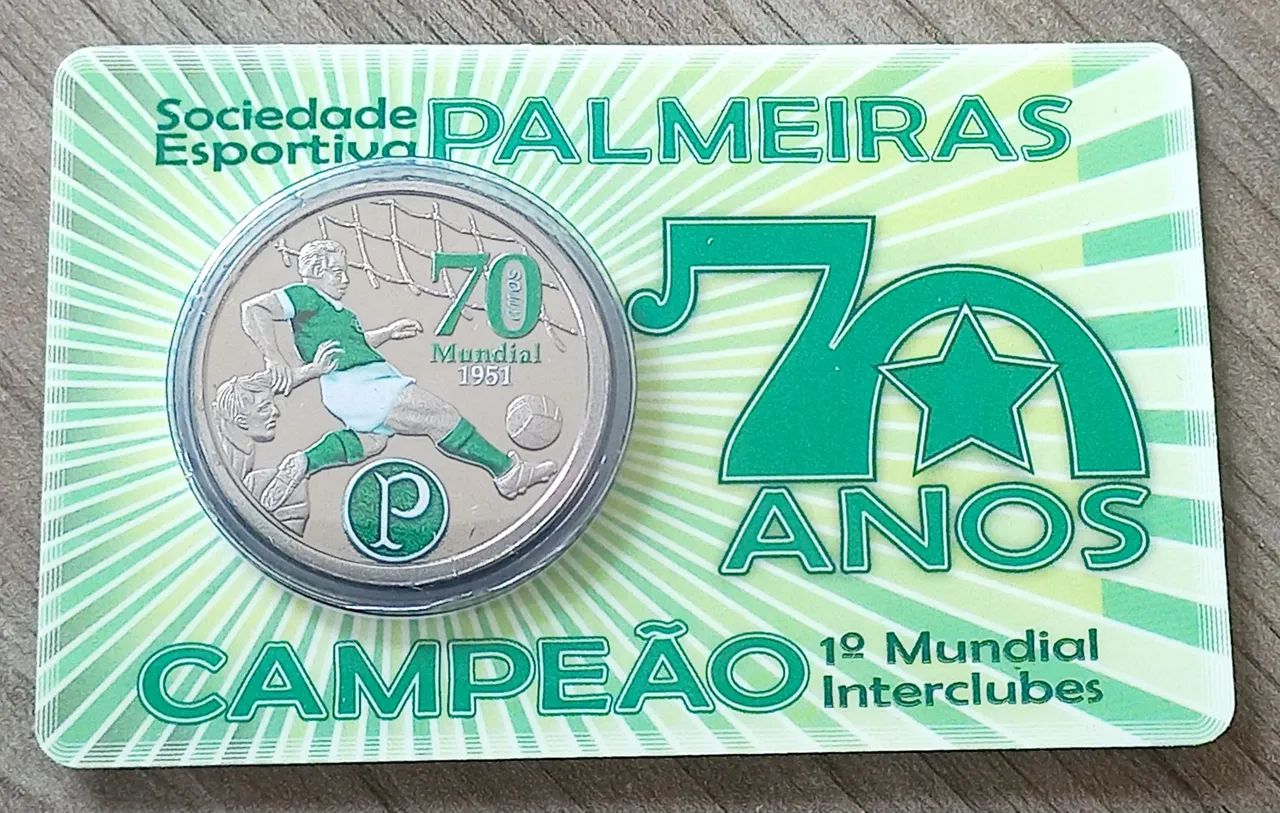 Sociedade
Esportiva
PALMEIRAS
70
anos
Mundial
1951
P
70
ANOS
CAMPEÃO
1º Mundial
Interclubes